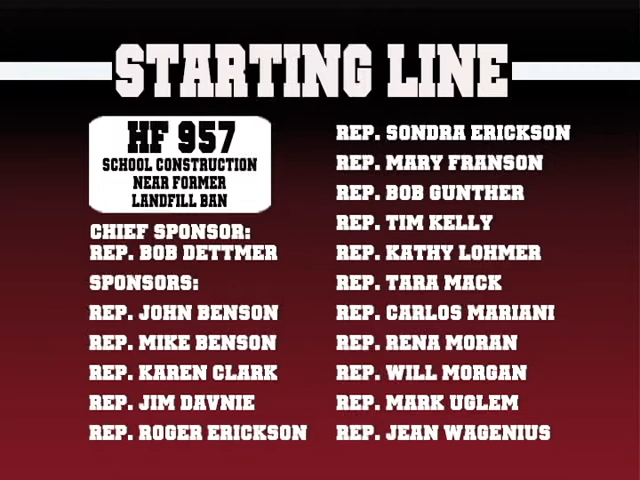 STARTING LINE
HF 957
SCHOOL CONSTRUCTION
NEAR FORMER
LANDFILL BAN
CHIEF SPONSOR:
REP. BOB DETTMER
SPONSORS:
REP. JOHN BENSON
REP. MIKE BENSON
REP. KAREN CLARK
REP. JIM DAVNIE
REP. ROGER ERICKSON
REP. SONDRA ERICKSON
REP. MARY FRANSON
REP. BOB GUNTHER
REP. TIM KELLY
REP. KATHY LOHMER
REP. TARA MACK
REP. CARLOS MARIANI
REP. RENA MORAN
REP. WILL MORGAN
REP. MARK UGLEM
REP. JEAN WAGENIUS